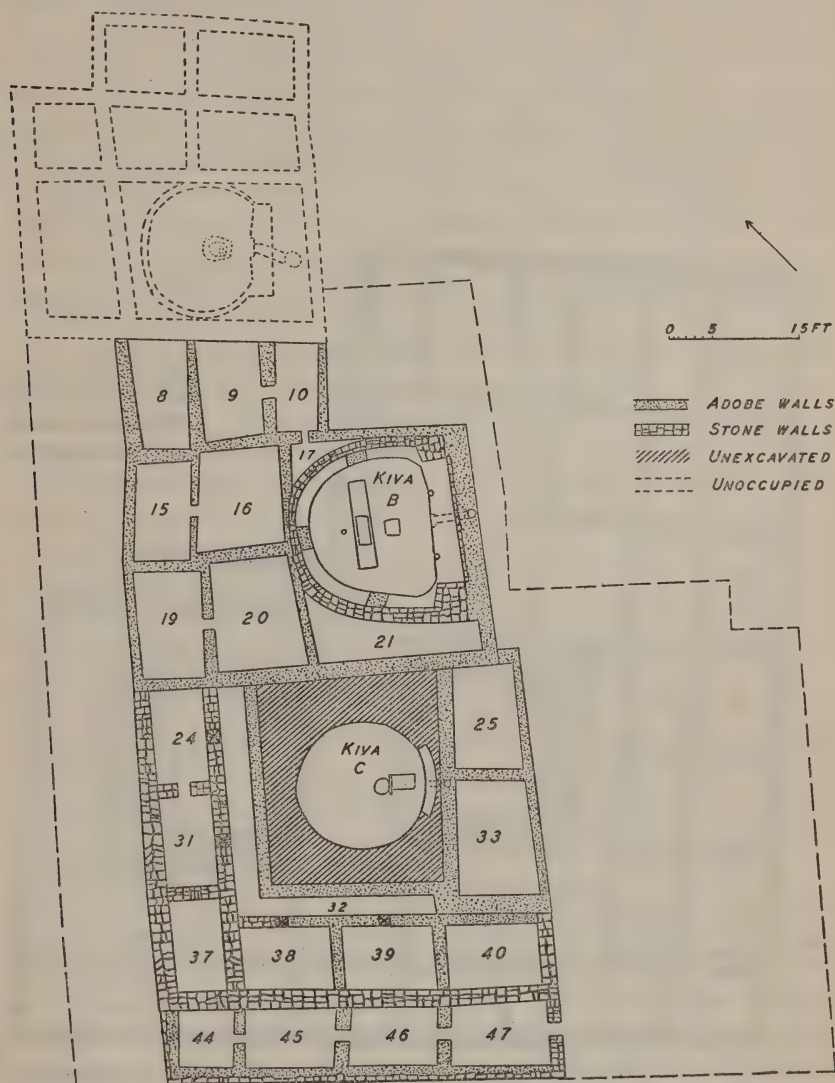 0 5 15 FT
ADOBE WALLS
STONE WALLS
UNEXCAVATED
UNOCCUPIED
8 9 10
17
KIVA
B
15 16
19 20
21
24
25
KIVA
C
31
33
32
37 38 39 40
44 45 46 47